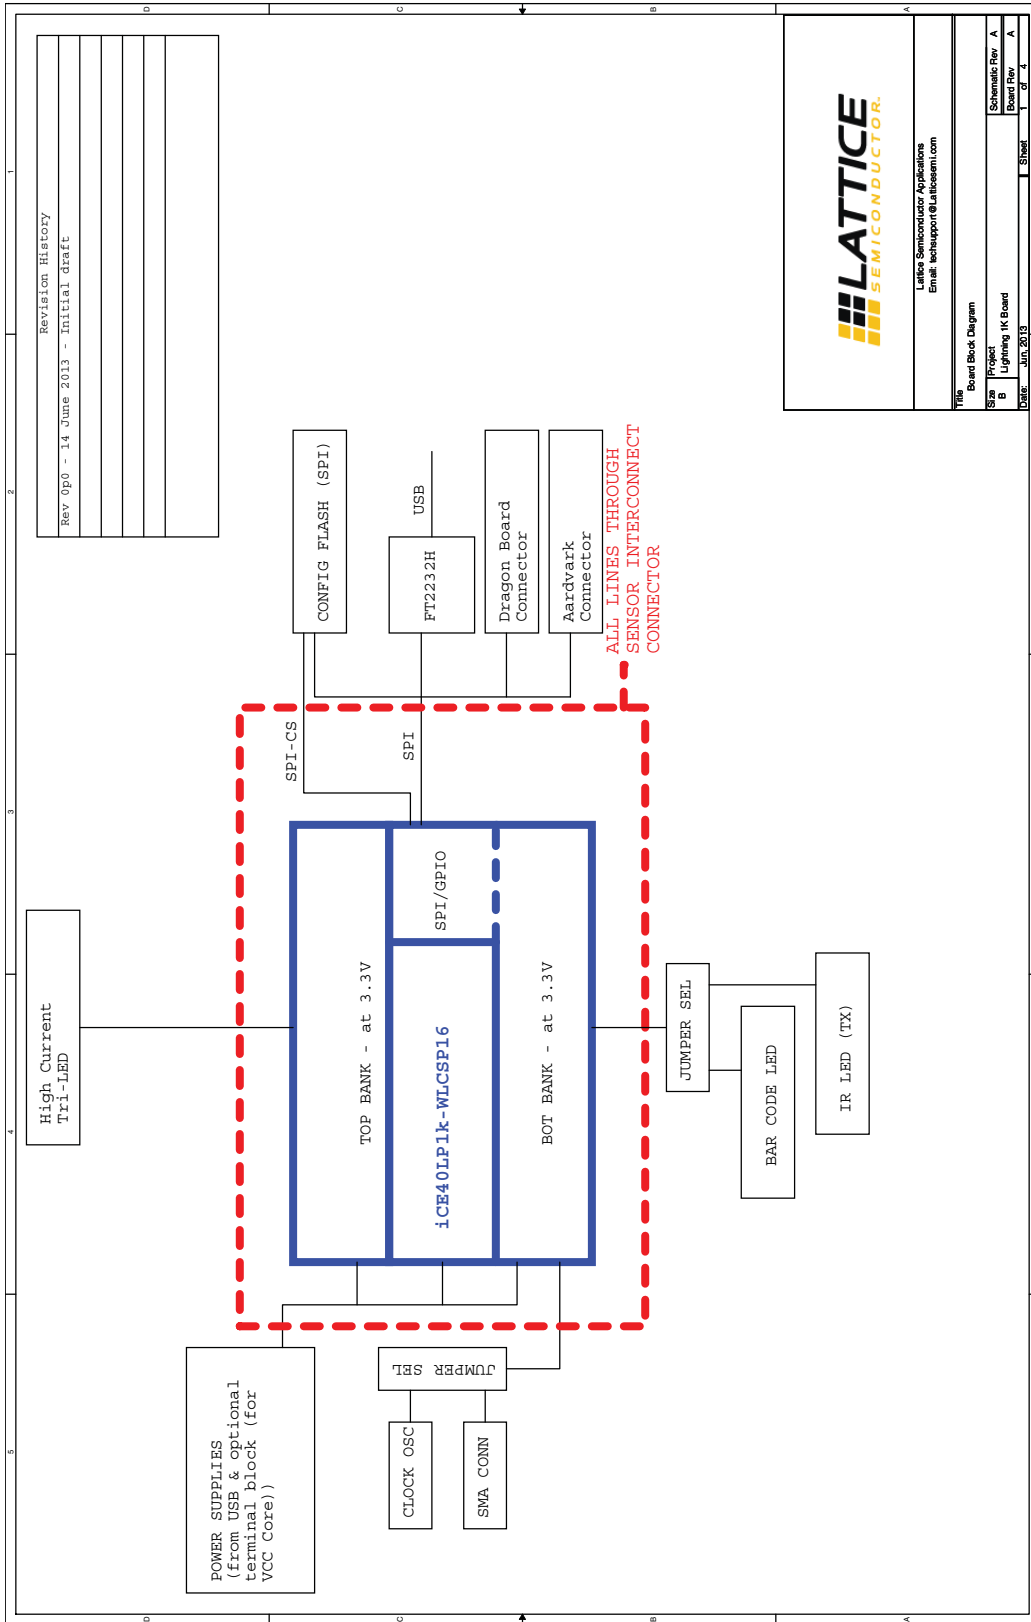 5
4
3
2
1
D
D
C
C
B
B
A
A
Revision History
Rev 0p0 - 14 June 2013 - Initial draft
High Current
Tri-LED
POWER SUPPLIES
(from USB & optional
terminal block (for
VCC Core))
CLOCK OSC
SMA CONN
JUMPER SEL
TOP BANK - at 3.3V
iCE40LP1k-WLCSP16
SPI/GPIO
BOT BANK - at 3.3V
SPI-CS
SPI
CONFIG FLASH (SPI)
FT2232H
USB
Dragon Board
Connector
Aardvark
Connector
ALL LINES THROUGH
SENSOR INTERCONNECT
CONNECTOR
JUMPER SEL
BAR CODE LED
IR LED (TX)
LATTICE
SEMICONDUCTOR.
Lattice Semiconductor Applications
Email: techsupport@Latticesemi.com
Title
Board Block Diagram
Size
B
Project
Lightning 1K Board
Schematic Rev A
Board Rev A
Date: Jun, 2013
Sheet 1 of 4